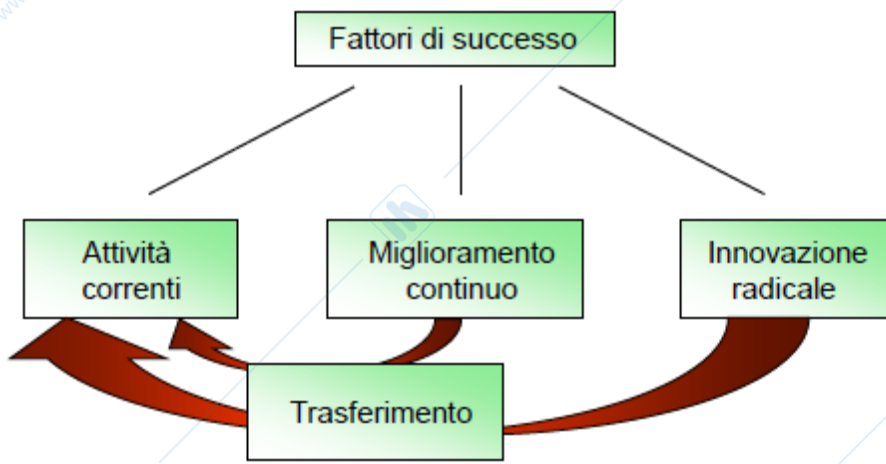 Fattori di successo
Attività
correnti
Miglioramento
continuo
Innovazione
radicale
Trasferimento